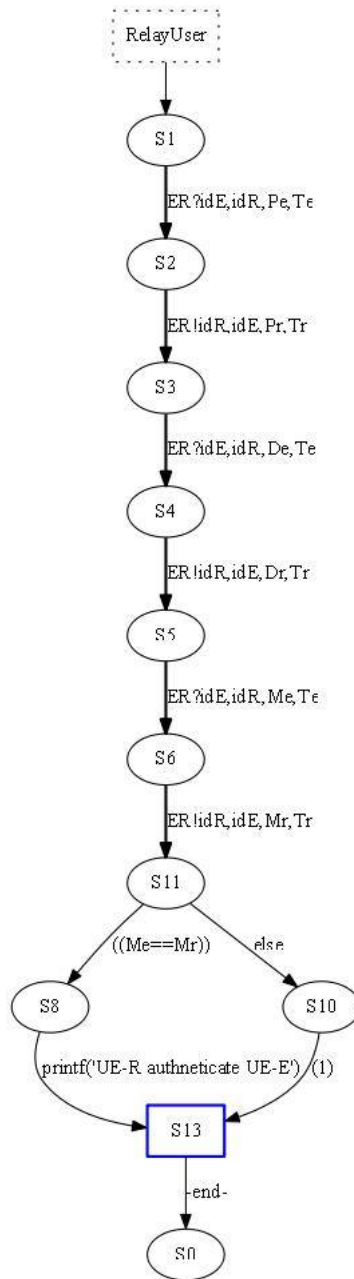 RelayUser
S1
ER?idE,idR,Pe,Te
S2
ER!idR,idE,Pr,Tr
S3
ER?idE,idR,De,Te
S4
ER!idR,idE,Dr,Tr
S5
ER?idE,idR,Me,Te
S6
ER!idR,idE,Mr,Tr
S11
((Me==Mr))
else
S8
S10
printf('UE-R authneticate UE-E')
(1)
S13
-end-
S0